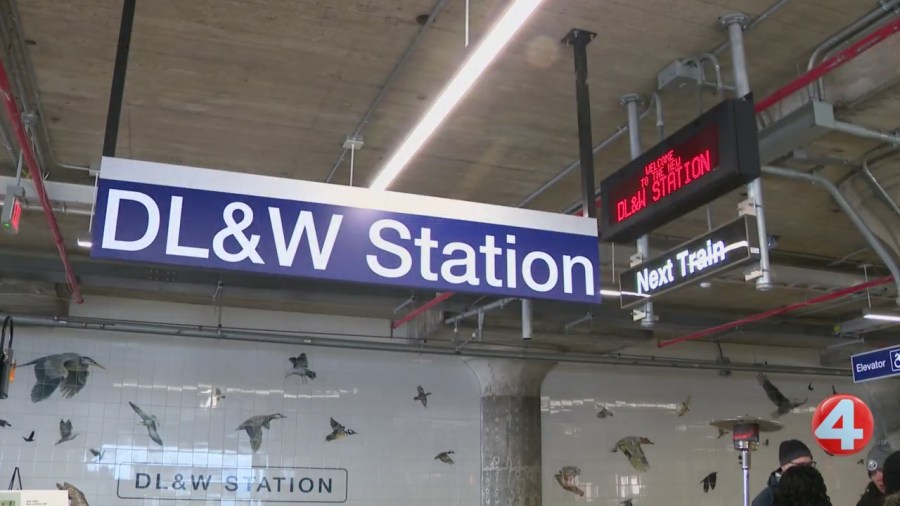 DL&W Station
WELCOME
TO THE NEW
DL&W STATION
Next Train
Elevator
4
DL&W STATION